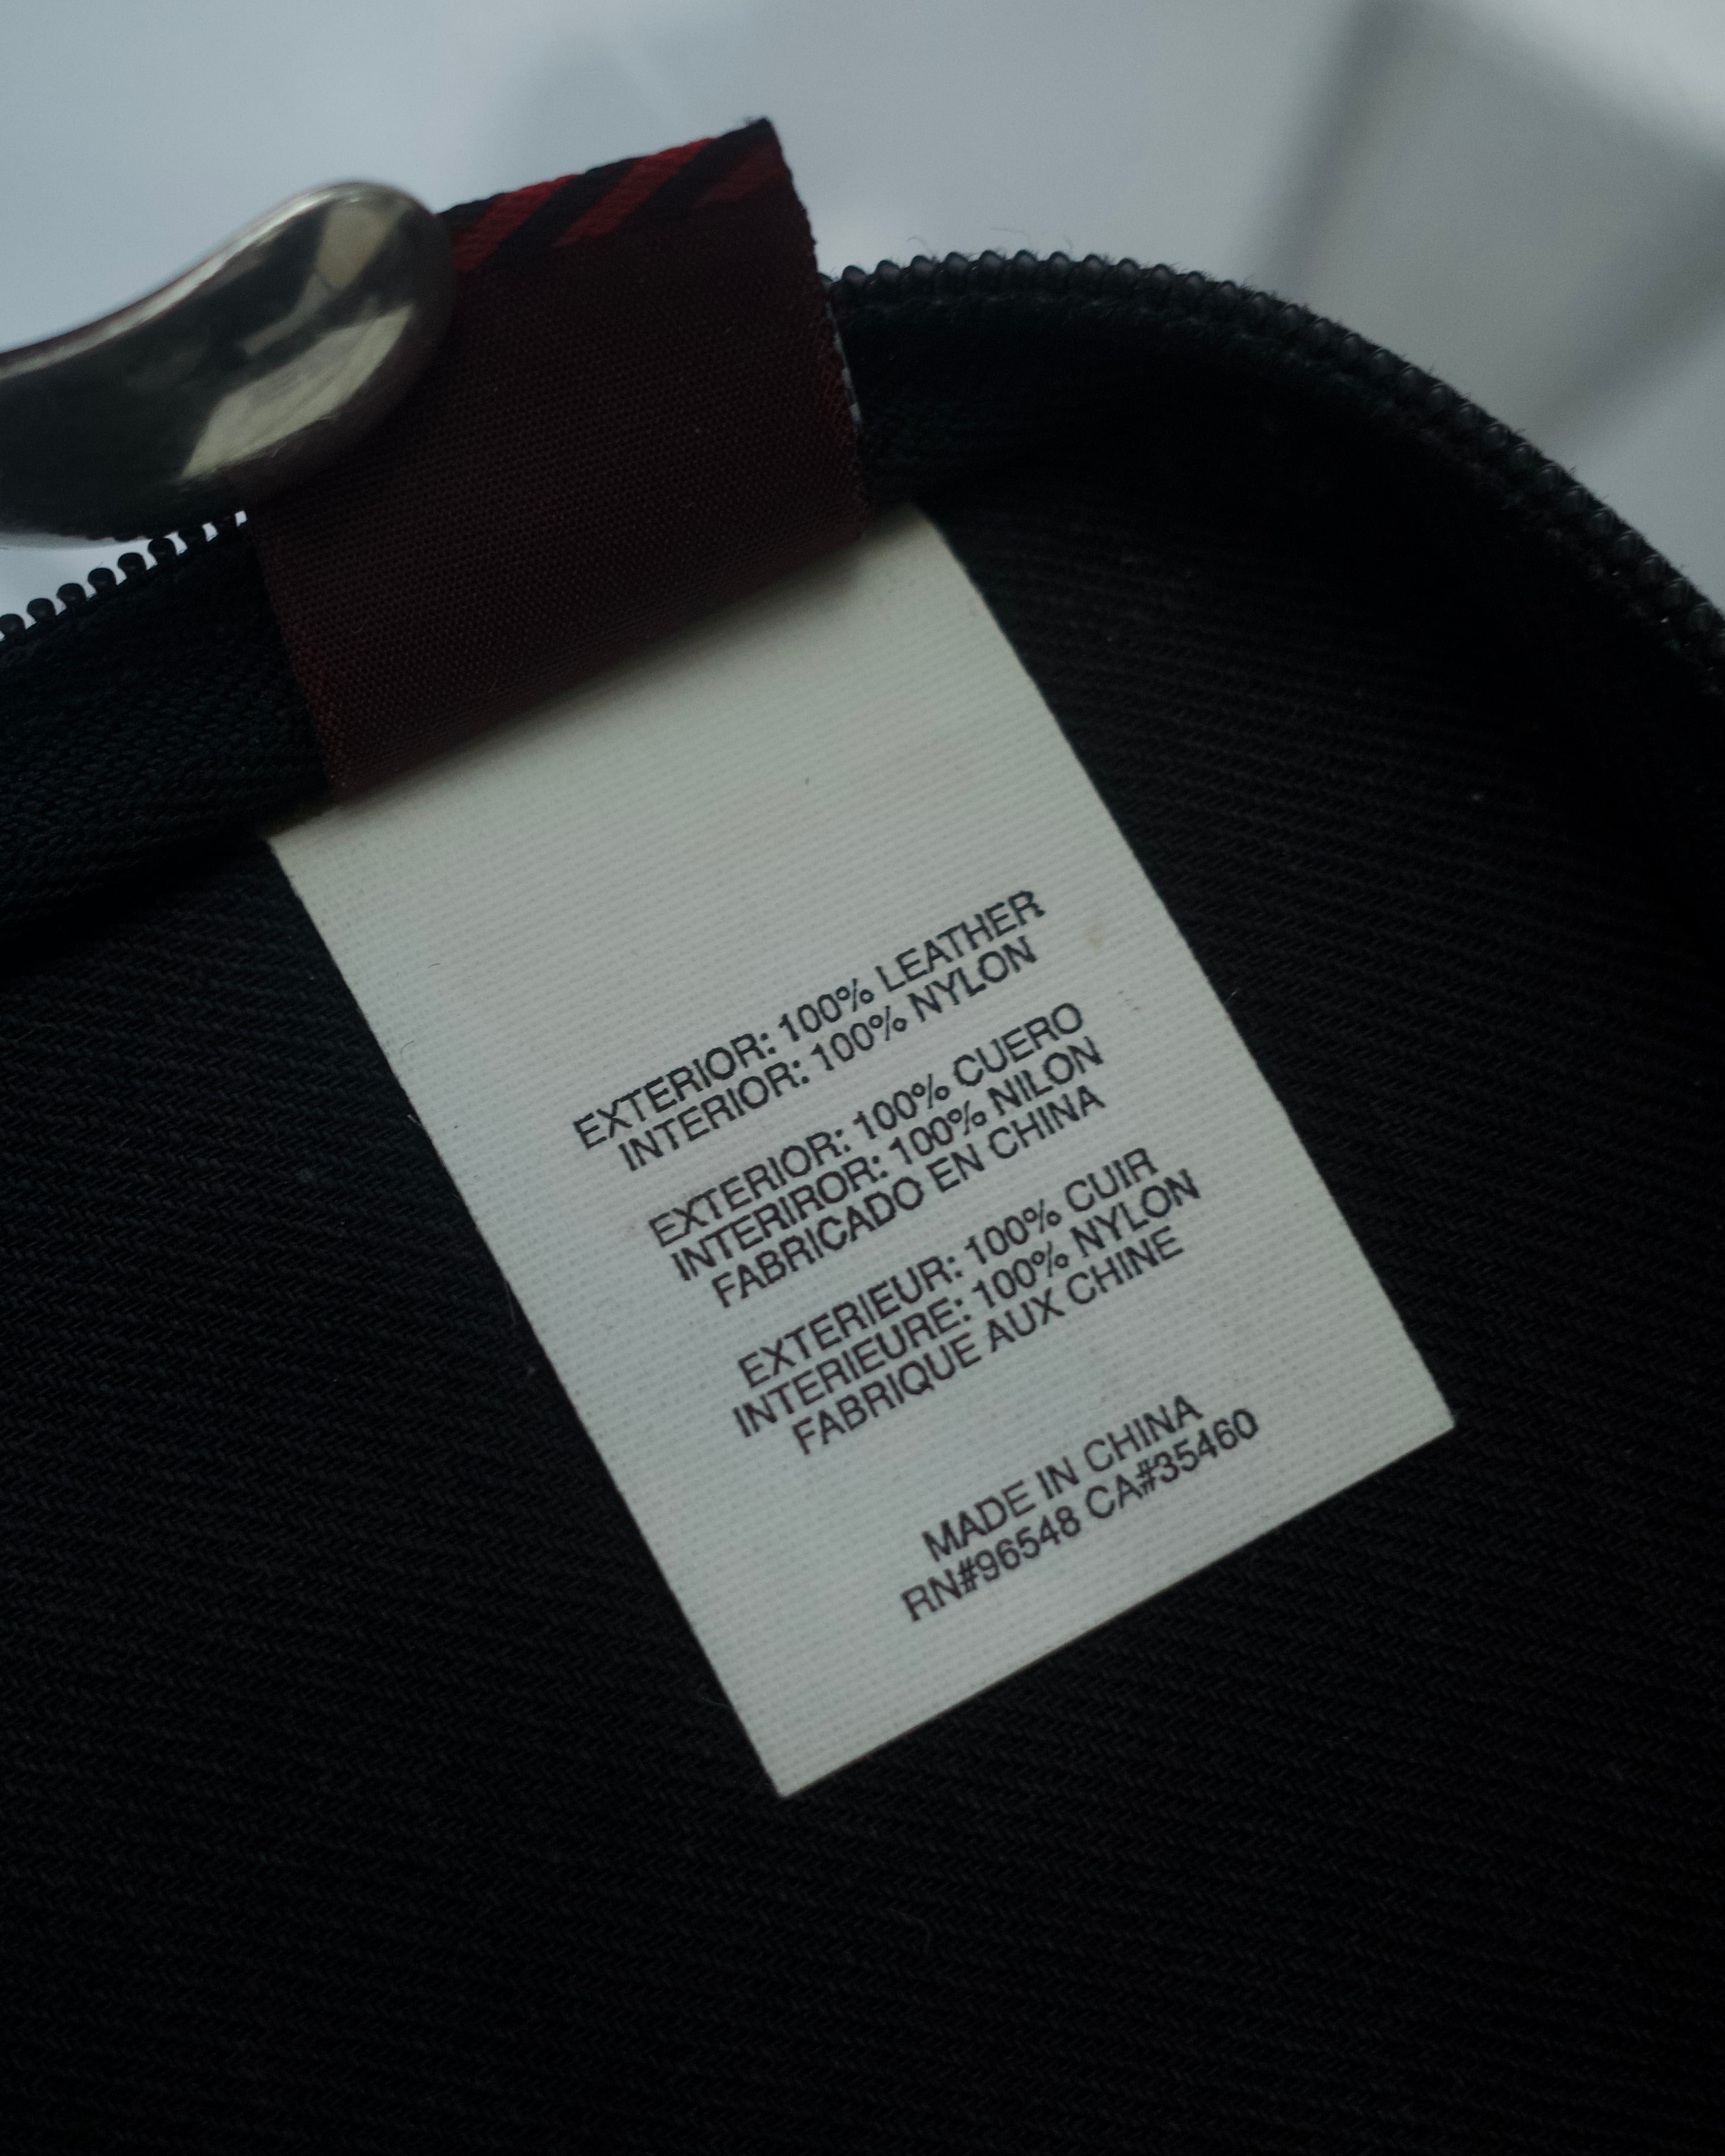 EXTERIOR: 100% LEATHER
INTERIOR: 100% NYLON
EXTERIOR: 100% CUERO
INTERIROR: 100% NILON
FABRICADO EN CHINA
EXTERIEUR: 100% CUIR
INTERIEURE: 100% NYLON
FABRIQUE AUX CHINE
MADE IN CHINA
RN#96548 CA#35460